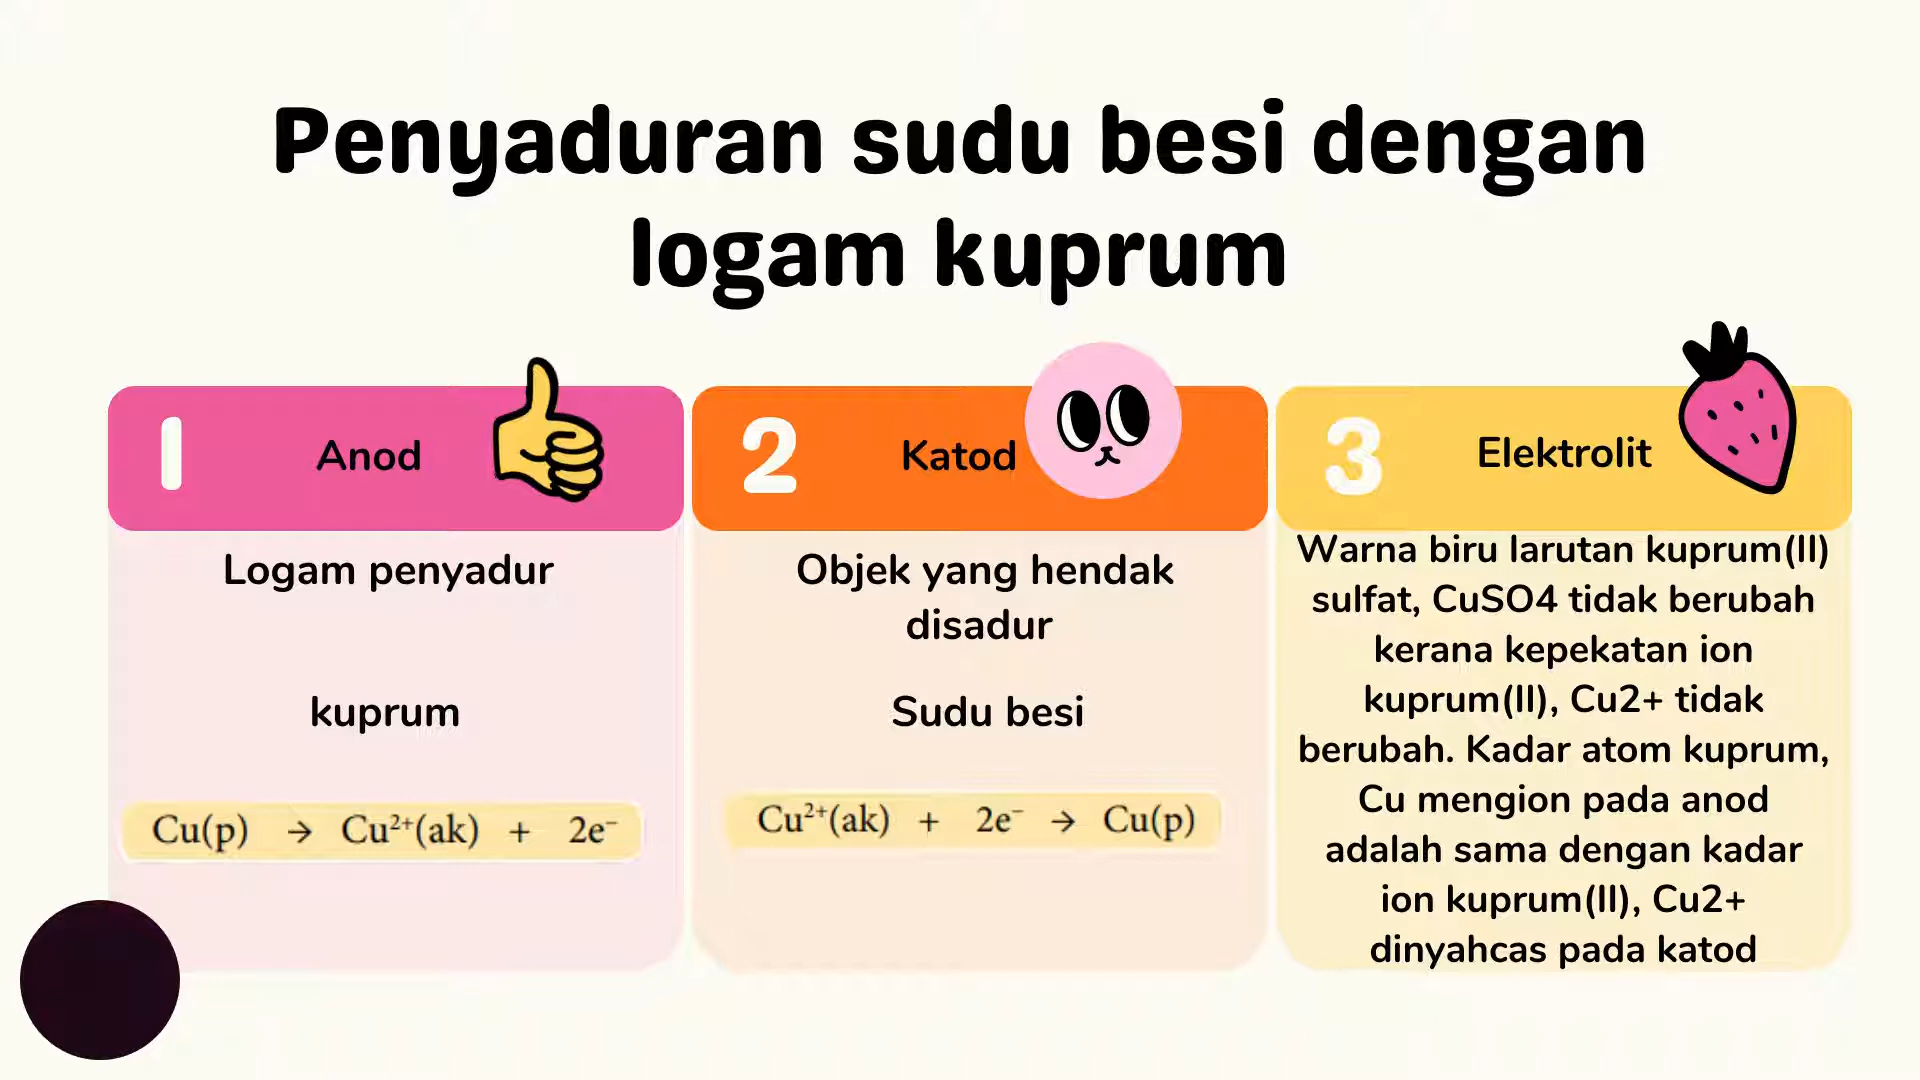 Penyaduran sudu besi dengan
logam kuprum
1
Anod
Logam penyadur
kuprum
Cu(p) → Cu²⁺(ak) + 2e⁻
2
Katod
Objek yang hendak
disadur
Sudu besi
Cu²⁺(ak) + 2e⁻ → Cu(p)
3
Elektrolit
Warna biru larutan kuprum(II)
sulfat, CuSO4 tidak berubah
kerana kepekatan ion
kuprum(II), Cu2+ tidak
berubah. Kadar atom kuprum,
Cu mengion pada anod
adalah sama dengan kadar
ion kuprum(II), Cu2+
dinyahcas pada katod